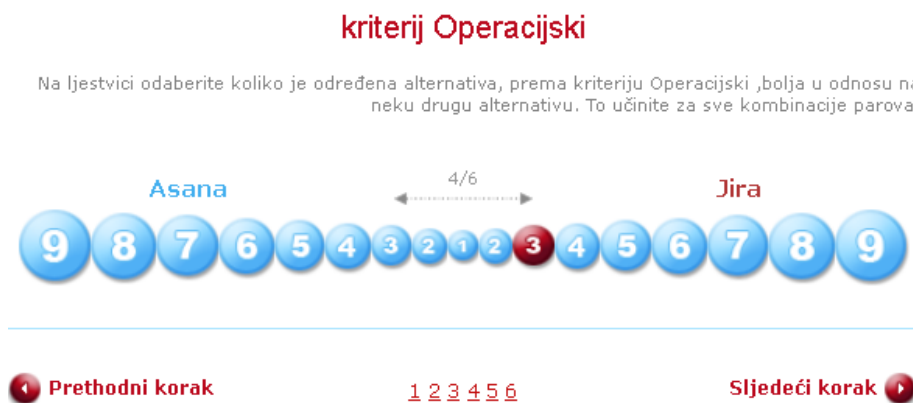 kriterij Operacijski
Na ljestvici odaberite koliko je određena alternativa, prema kriteriju Operacijski ,bolja u odnosu na
neku drugu alternativu. To učinite za sve kombinacije parova
4/6
Asana Jira
9 8 7 6 5 4 3 2 1 2 3 4 5 6 7 8 9
Prethodni korak 1 2 3 4 5 6 Sljedeći korak